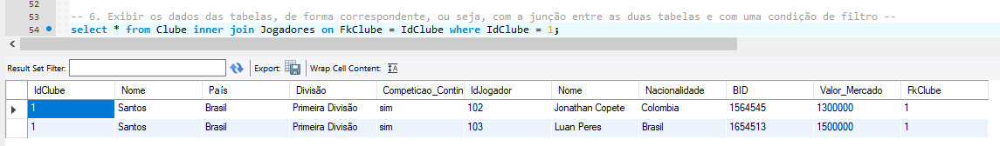 52
53 -- 6. Exibir os dados das tabelas, de forma correspondente, ou seja, com a junção entre as duas tabelas e com uma condição de filtro --
54 select * from Clube inner join Jogadores on FkClube = IdClube where IdClube = 1;
Result Set Filter: Export: Wrap Cell Content:
IdClube Nome País Divisão Competicao_Contin IdJogador Nome Nacionalidade BID Valor_Mercado FkClube
1 Santos Brasil Primeira Divisão sim 102 Jonathan Copete Colombia 1564545 1300000 1
1 Santos Brasil Primeira Divisão sim 103 Luan Peres Brasil 1654513 1500000 1